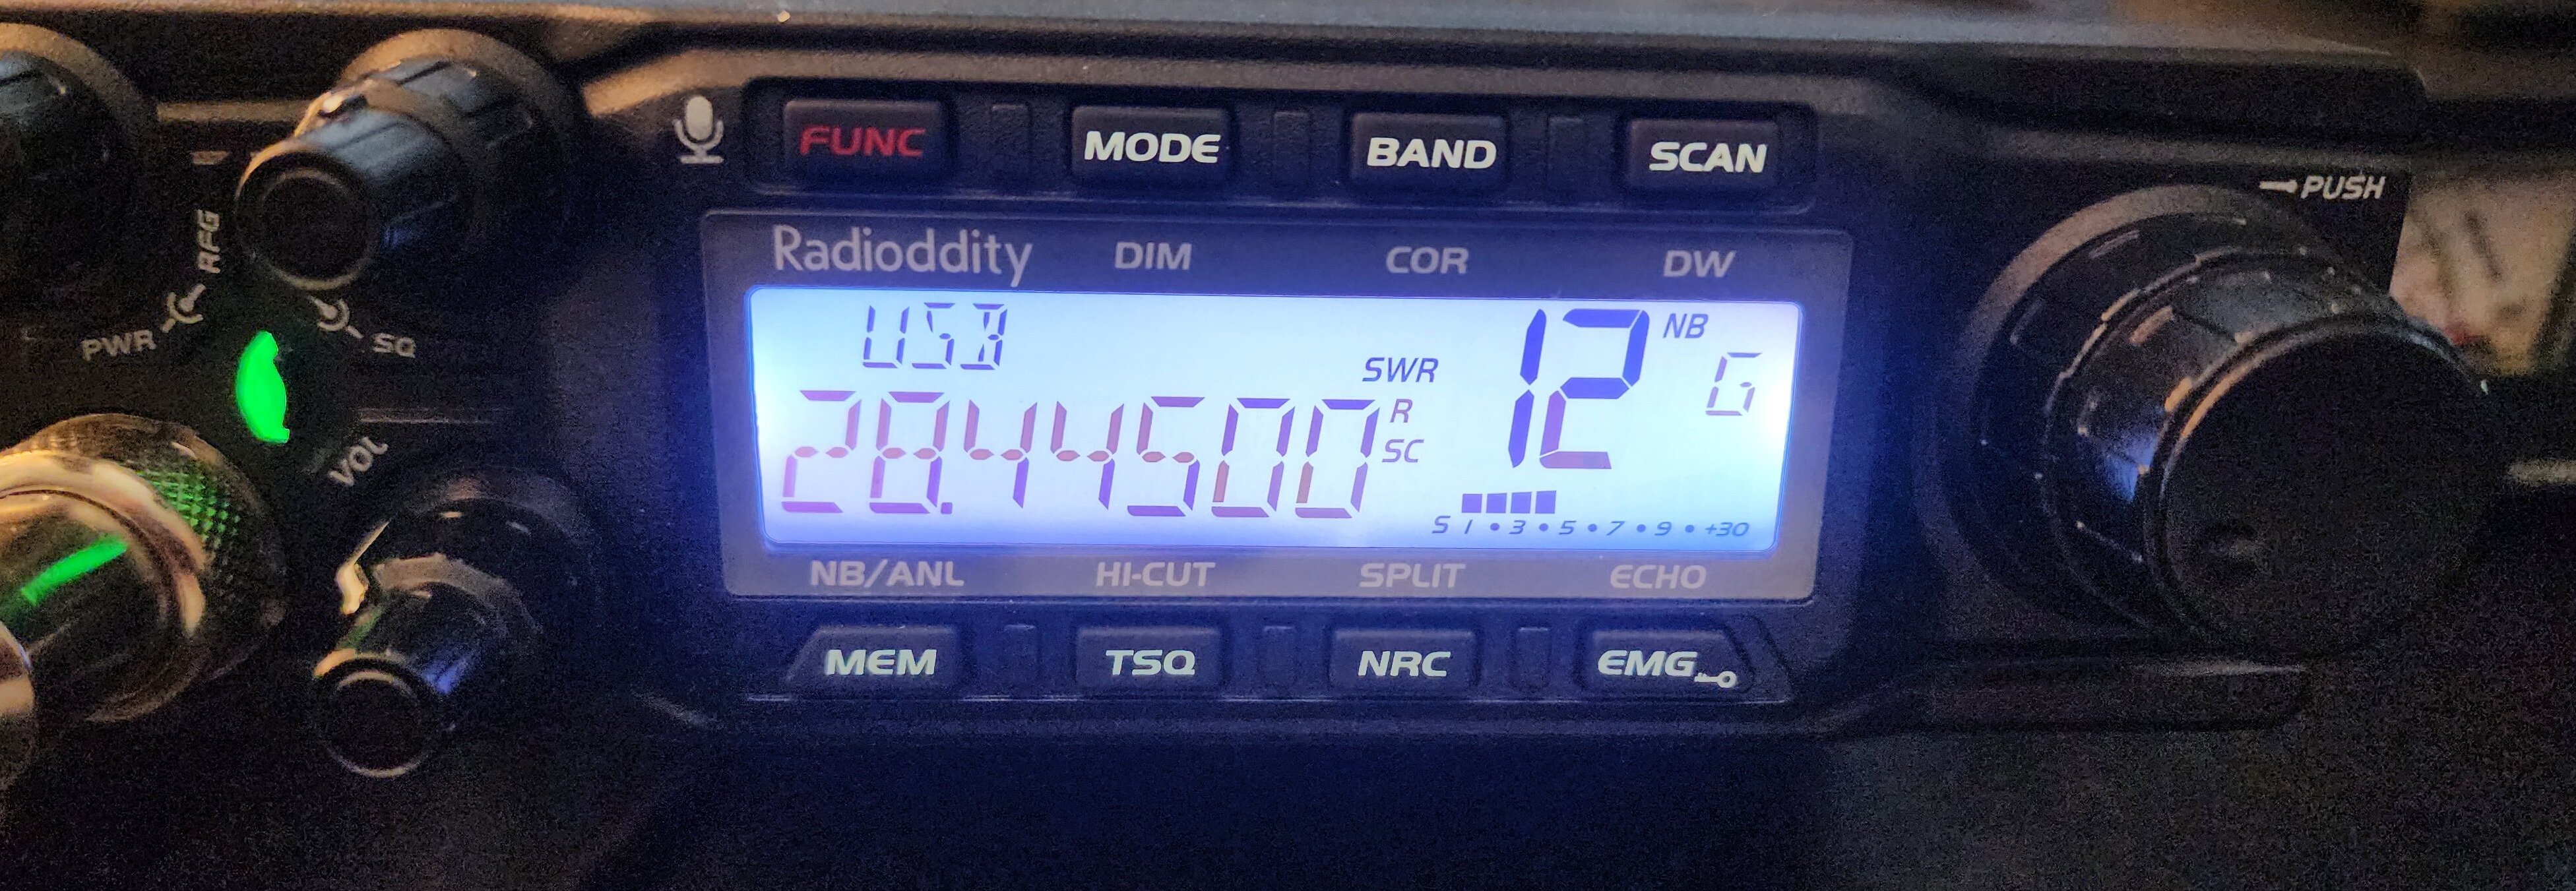 FUNC MODE BAND SCAN
PUSH
RFG
PWR
SQ
VOL
Radioddity DIM COR DW
USB
SWR
12
NB
G
28.44500
R
SC
S 1 • 3 • 5 • 7 • 9 • +30
NB/ANL HI-CUT SPLIT ECHO
MEM TSQ NRC EMG